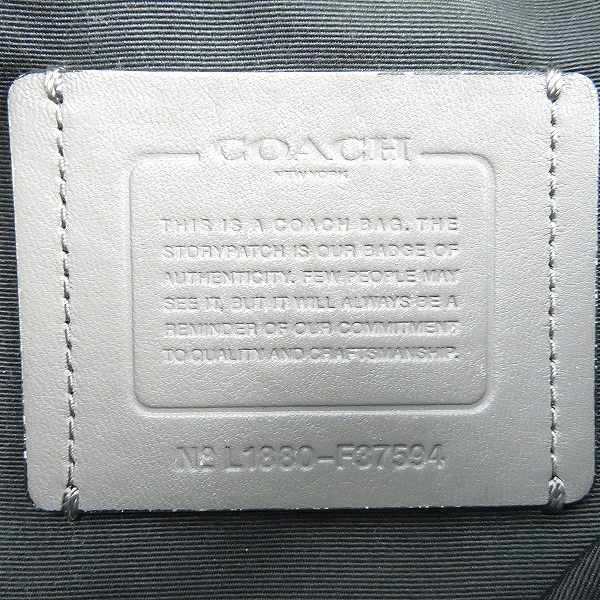 COACH
NEW YORK
THIS IS A COACH BAG. THE
STORYPATCH IS OUR BADGE OF
AUTHENTICITY. FEW PEOPLE MAY
SEE IT, BUT IT WILL ALWAYS BE A
REMINDER OF OUR COMMITMENT
TO QUALITY AND CRAFTSMANSHIP.
Nº L1880-F37594